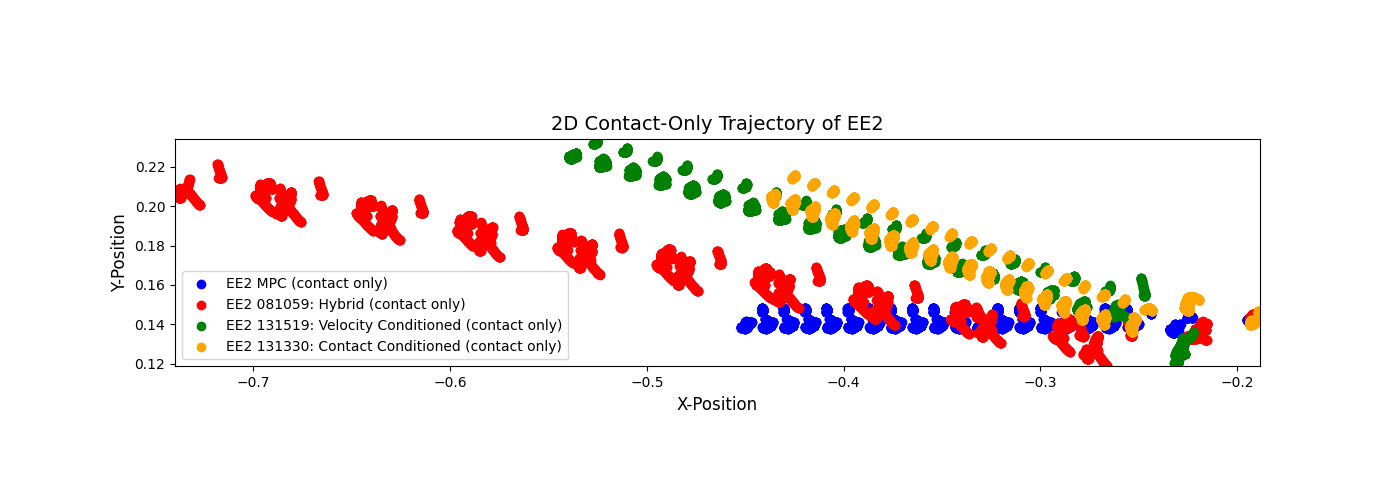 2D Contact-Only Trajectory of EE2
Y-Position
0.22
0.20
0.18
0.16
0.14
0.12
EE2 MPC (contact only)
EE2 081059: Hybrid (contact only)
EE2 131519: Velocity Conditioned (contact only)
EE2 131330: Contact Conditioned (contact only)
−0.7
−0.6
−0.5
−0.4
−0.3
−0.2
X-Position